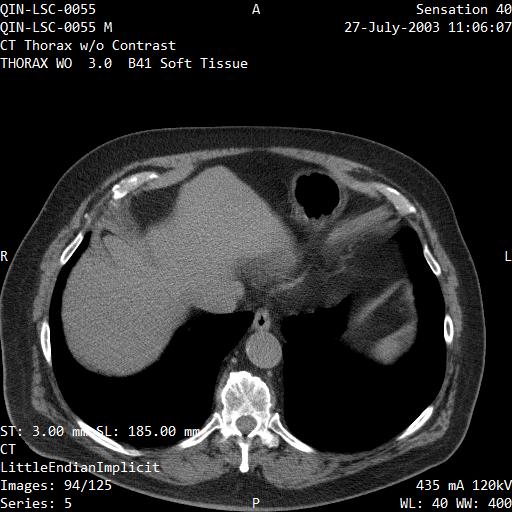 QIN-LSC-0055 A Sensation 40
QIN-LSC-0055 M 27-July-2003 11:06:07
CT Thorax w/o Contrast
THORAX WO 3.0 B41 Soft Tissue
R L
ST: 3.00 mm SL: 185.00 mm
CT
LittleEndianImplicit
Images: 94/125 435 mA 120kV
Series: 5 P WL: 40 WW: 400